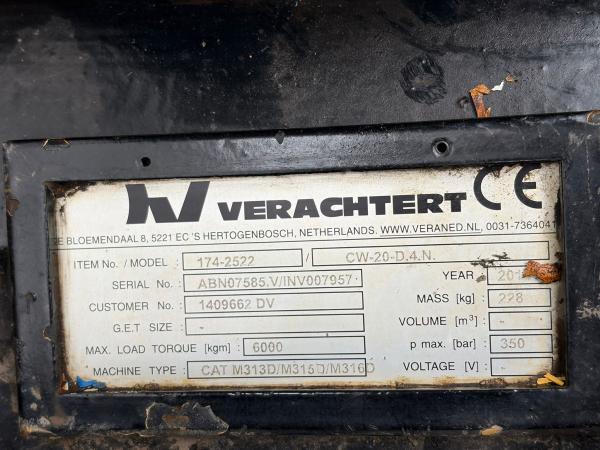 VERACHTERT CE
DE BLOEMENDAAL 8, 5221 EC 'S HERTOGENBOSCH, NETHERLANDS. WWW.VERANED.NL, 0031-7364041
ITEM No. / MODEL : 174-2522 / CW-20-D.4.N.
SERIAL No. : ABN07585.V/INV007957 YEAR :
CUSTOMER No. : 1409662 DV MASS [kg] : 228
G.E.T SIZE : - VOLUME [m³] : -
MAX. LOAD TORQUE [kgm] : 6000 p max. [bar] : 350
MACHINE TYPE : CAT M313D/M315D/M316D VOLTAGE [V] : -